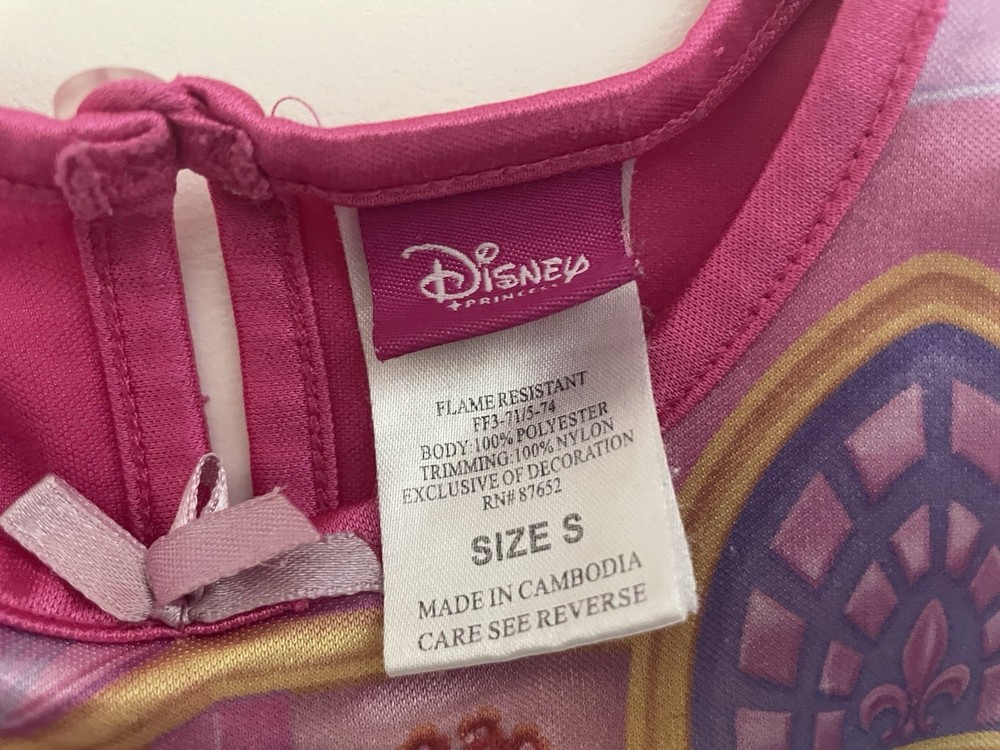 Disney
PRINCESS
FLAME RESISTANT
FF3-71/5-74
BODY:100% POLYESTER
TRIMMING:100% NYLON
EXCLUSIVE OF DECORATION
RN# 87652
SIZE S
MADE IN CAMBODIA
CARE SEE REVERSE